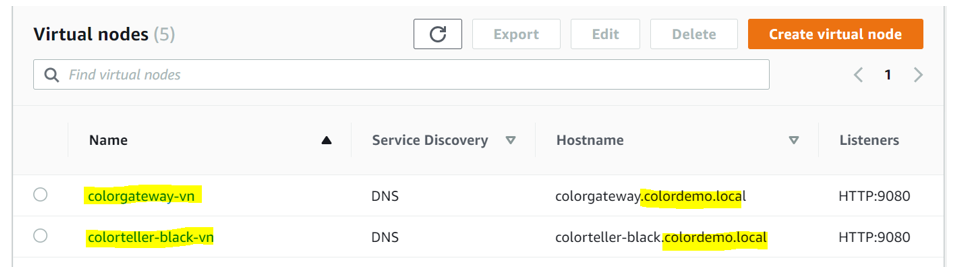 Virtual nodes (5) Export Edit Delete Create virtual node
Find virtual nodes
1
Name Service Discovery Hostname Listeners
colorgateway-vn DNS colorgateway.colordemo.local HTTP:9080
colorteller-black-vn DNS colorteller-black.colordemo.local HTTP:9080